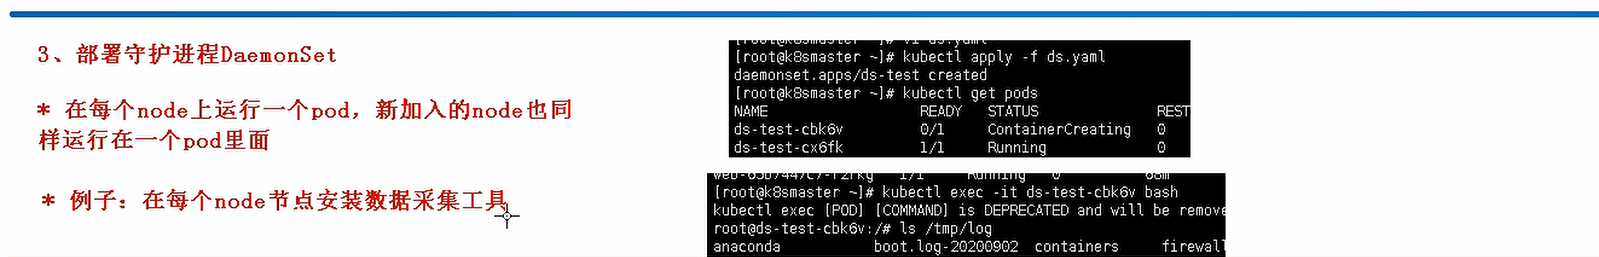 3、部署守护进程DaemonSet
* 在每个node上运行一个pod，新加入的node也同
样运行在一个pod里面
* 例子：在每个node节点安装数据采集工具
[root@k8smaster ~]# vi ds.yaml
[root@k8smaster ~]# kubectl apply -f ds.yaml
daemonset.apps/ds-test created
[root@k8smaster ~]# kubectl get pods
NAME READY STATUS REST
ds-test-cbk6v 0/1 ContainerCreating 0
ds-test-cx6fk 1/1 Running 0
1/1 Running 0 68m
[root@k8smaster ~]# kubectl exec -it ds-test-cbk6v bash
kubectl exec [POD] [COMMAND] is DEPRECATED and will be remove
root@ds-test-cbk6v:/# ls /tmp/log
anaconda boot.log-20200902 containers firewall